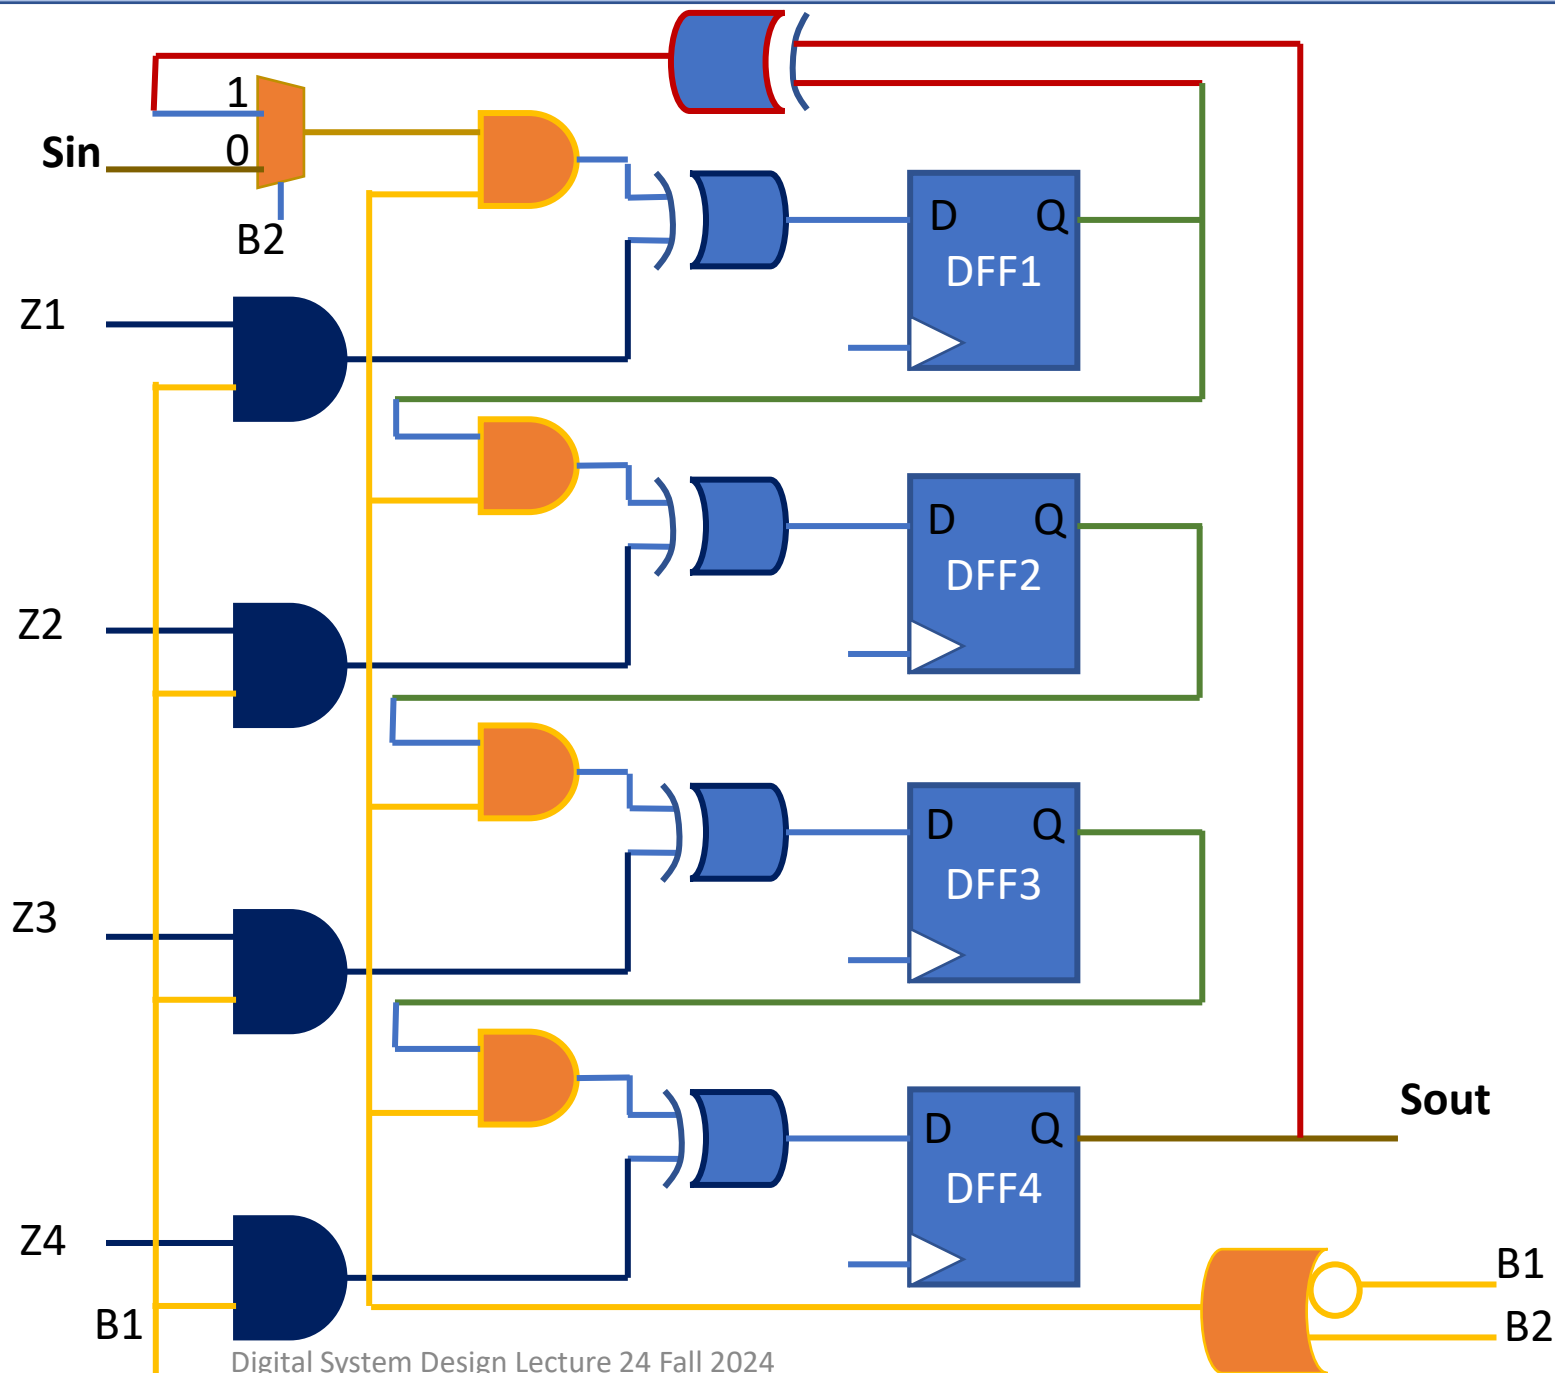 1
Sin
0
B2
Z1
D Q
DFF1
Z2
D Q
DFF2
Z3
D Q
DFF3
Z4
D Q
DFF4
Sout
B1
B1
B2
Digital System Design Lecture 24 Fall 2024